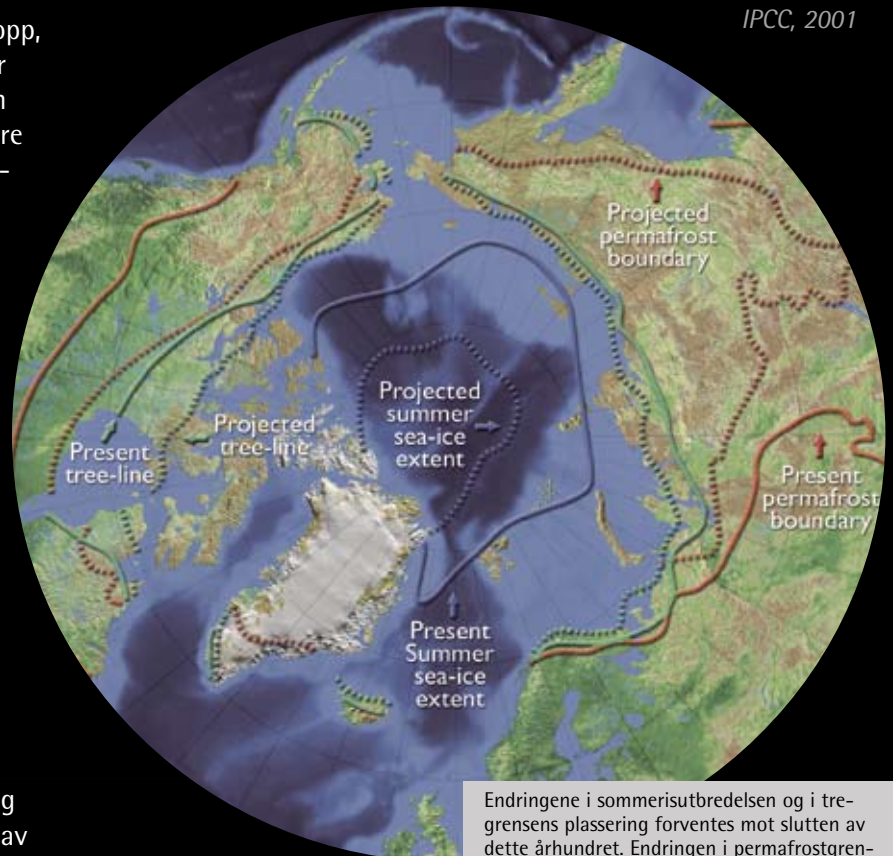 opp,
IPCC, 2001
Projected
permafrost
boundary
Projected
summer
sea-ice
extent
Projected
tree-line
Present
tree-line
Present
permafrost
boundary
Present
Summer
sea-ice
extent
av
Endringene i sommerisutbredelsen og i tre-
grensens plassering forventes mot slutten av
dette århundret. Endringen i permafrostgren-